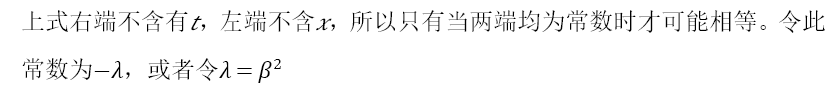 上式右端不含有t，左端不含x，所以只有当两端均为常数时才可能相等。令此
常数为−λ，或者令λ = β²